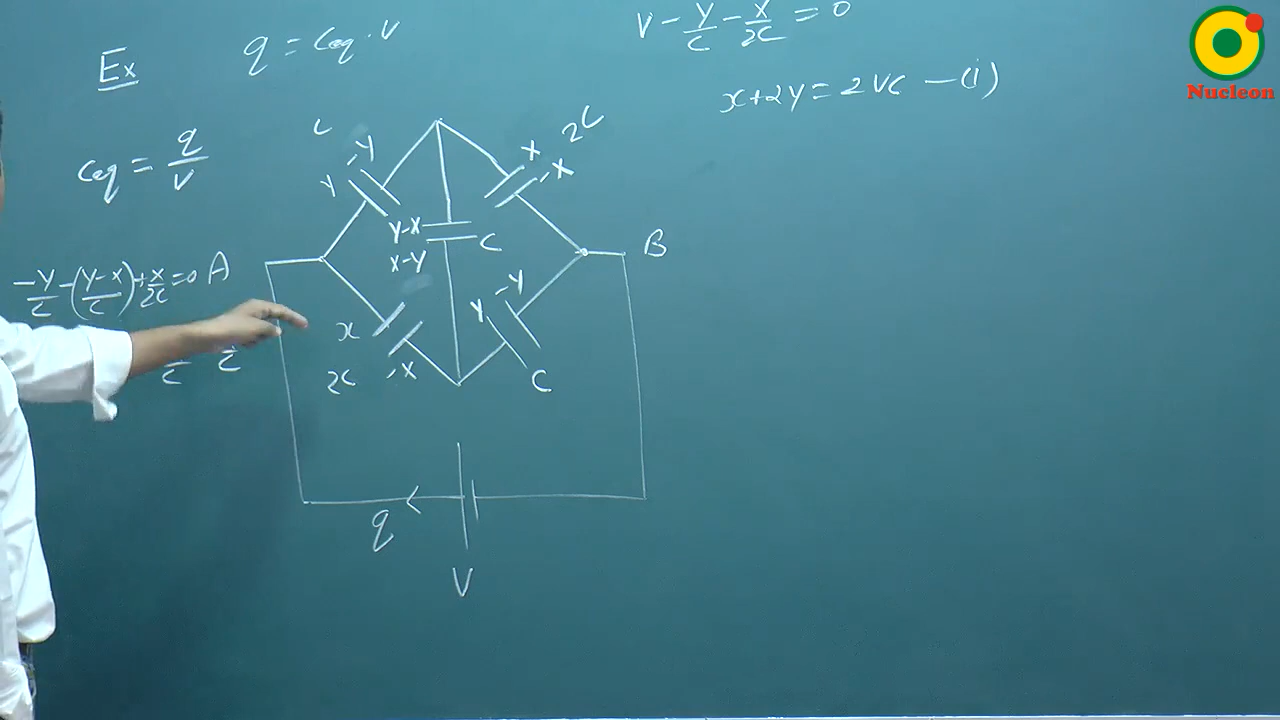 Ex
q = Ceq.V
V - Y/C - X/2C = 0
x + 2Y = 2VC - (i)
Ceq = q/V
C
-Y
Y
X
-X
2C
Y-X
X-Y
C
A
B
-Y/C - (Y-X/C) + X/2C = 0
C
C
x
-X
2C
Y
-Y
C
q
V
Nucleon